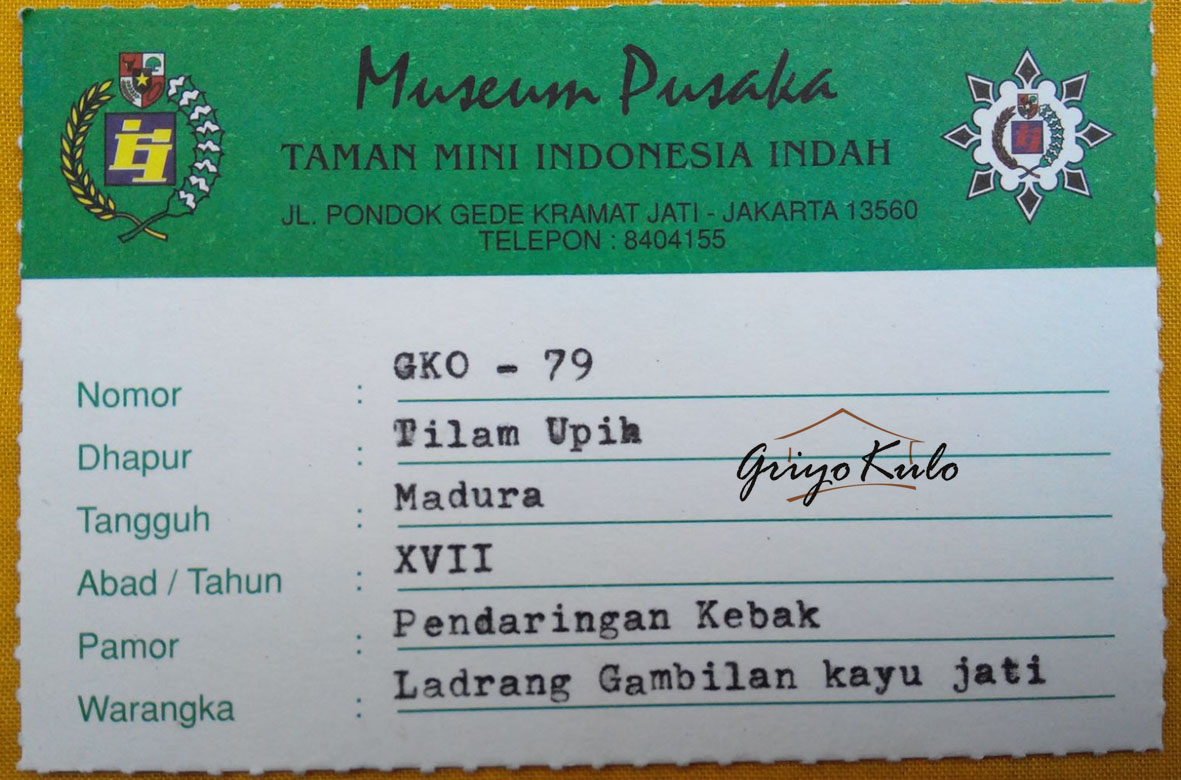 Museum Pusaka
TAMAN MINI INDONESIA INDAH
JL. PONDOK GEDE KRAMAT JATI - JAKARTA 13560
TELEPON : 8404155
Nomor : GKO - 79
Dhapur : Tilam Upih
Tangguh : Madura
Abad / Tahun : XVII
Pamor : Pendaringan Kebak
Warangka : Ladrang Gambilan kayu jati
Griyo Kulo